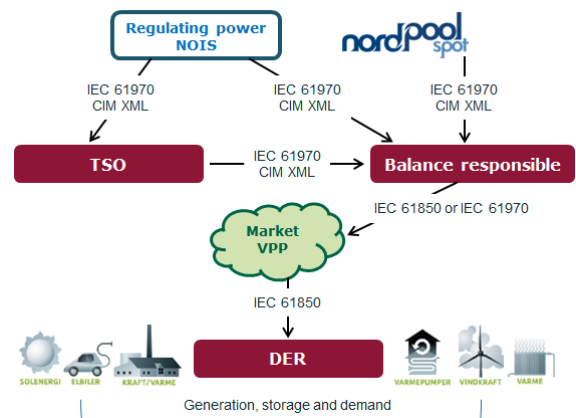 Regulating power
NOIS
nordpool
spot
IEC 61970
CIM XML
IEC 61970
CIM XML
IEC 61970
CIM XML
TSO
IEC 61970
CIM XML
Balance responsible
IEC 61850 or IEC 61970
Market
VPP
IEC 61850
DER
SOLENERGI
ELBILER
KRAFT/VARME
VARMEPUMPER
VINDKRAFT
VARME
Generation, storage and demand